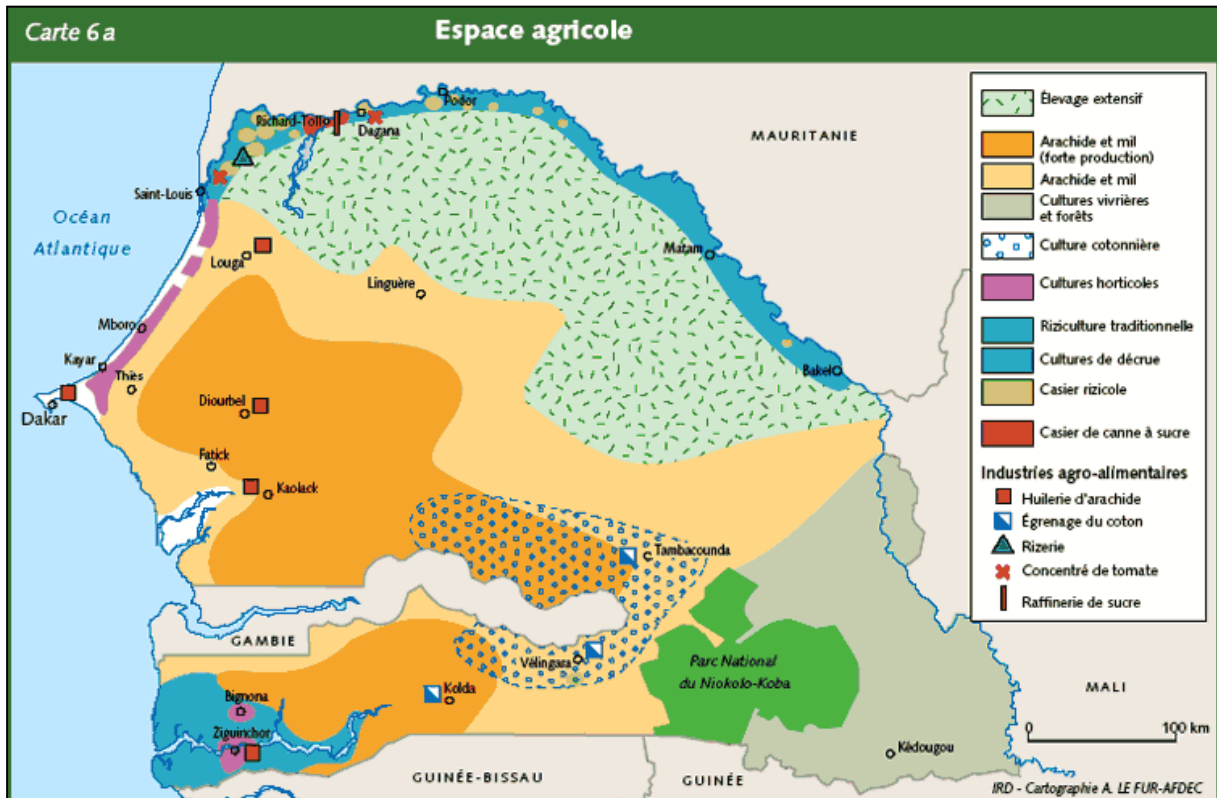 Carte 6a
Espace agricole
Podor
Richard-Toll
Dagana
MAURITANIE
Saint-Louis
Océan
Atlantique
Matam
Louga
Linguère
Mboro
Kayar
Thiès
Bakel
Dakar
Diourbel
Fatick
Kaolack
Tambacounda
GAMBIE
Vèlingara
Parc National
du Niokolo-Koba
Kolda
Bignona
Ziguinchor
MALI
Kèdougou
GUINÉE-BISSAU
GUINÉE
Élevage extensif
Arachide et mil
(forte production)
Arachide et mil
Cultures vivrières
et forêts
Culture cotonnière
Cultures horticoles
Riziculture traditionnelle
Cultures de décrue
Casier rizicole
Casier de canne à sucre
Industries agro-alimentaires
Huilerie d'arachide
Égrenage du coton
Rizerie
Concentré de tomate
Raffinerie de sucre
0 100 km
IRD - Cartographie A. LE FUR-AFDEC